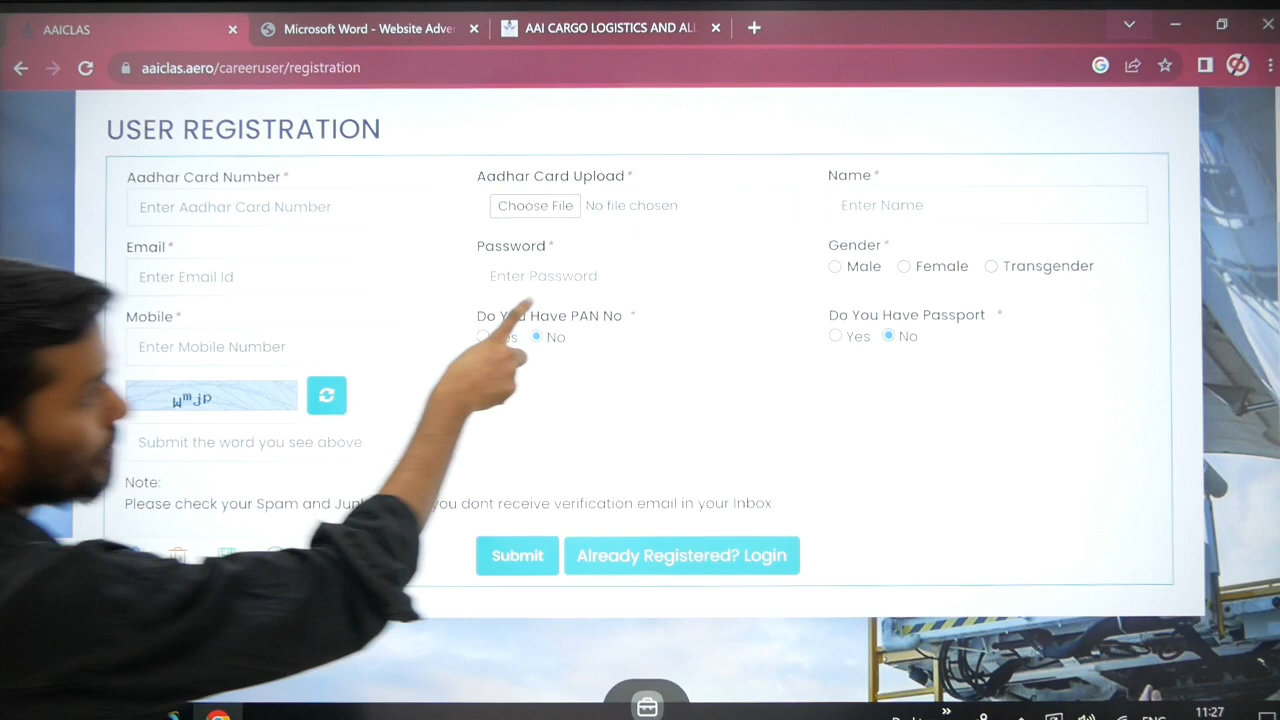 AAICLAS
Microsoft Word - Website Adve
AAI CARGO LOGISTICS AND AL
aaiclas.aero/careeruser/registration
USER REGISTRATION
Aadhar Card Number *
Enter Aadhar Card Number
Aadhar Card Upload *
Choose File No file chosen
Name *
Enter Name
Email *
Enter Email Id
Password *
Enter Password
Gender *
Male Female Transgender
Mobile *
Enter Mobile Number
Do You Have PAN No *
No
Do You Have Passport *
Yes No
wmjp
Submit the word you see above
Note:
Please check your Spam and you dont receive verification email in your Inbox
Submit
Already Registered? Login
11:27